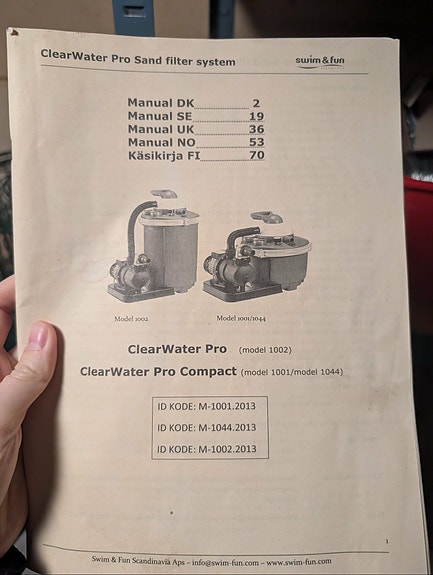 ClearWater Pro Sand filter system
swim & fun
Manual DK 2
Manual SE 19
Manual UK 36
Manual NO 53
Käsikirja FI 70
Model 1002
Model 1001/1044
ClearWater Pro (model 1002)
ClearWater Pro Compact (model 1001/model 1044)
ID KODE: M-1001.2013
ID KODE: M-1044.2013
ID KODE: M-1002.2013
1
Swim & Fun Scandinavia Aps – info@swim-fun.com – www.swim-fun.com